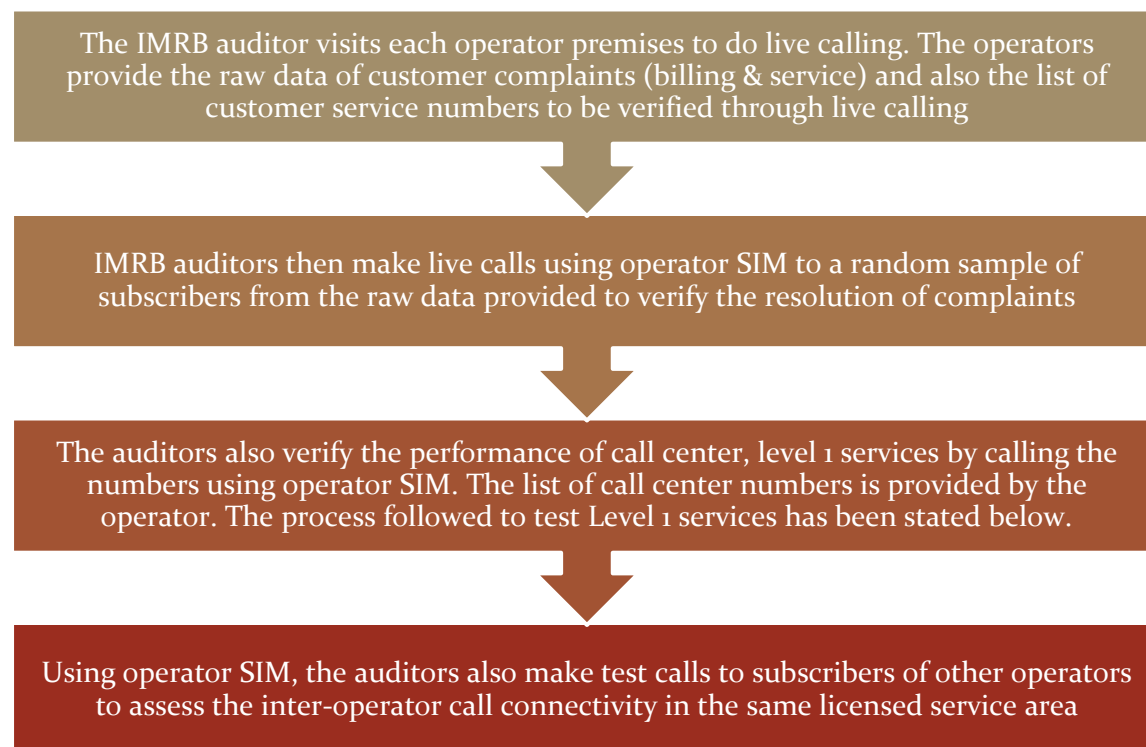 The IMRB auditor visits each operator premises to do live calling. The operators
provide the raw data of customer complaints (billing & service) and also the list of
customer service numbers to be verified through live calling
IMRB auditors then make live calls using operator SIM to a random sample of
subscribers from the raw data provided to verify the resolution of complaints
The auditors also verify the performance of call center, level 1 services by calling the
numbers using operator SIM. The list of call center numbers is provided by the
operator. The process followed to test Level 1 services has been stated below.
Using operator SIM, the auditors also make test calls to subscribers of other operators
to assess the inter-operator call connectivity in the same licensed service area